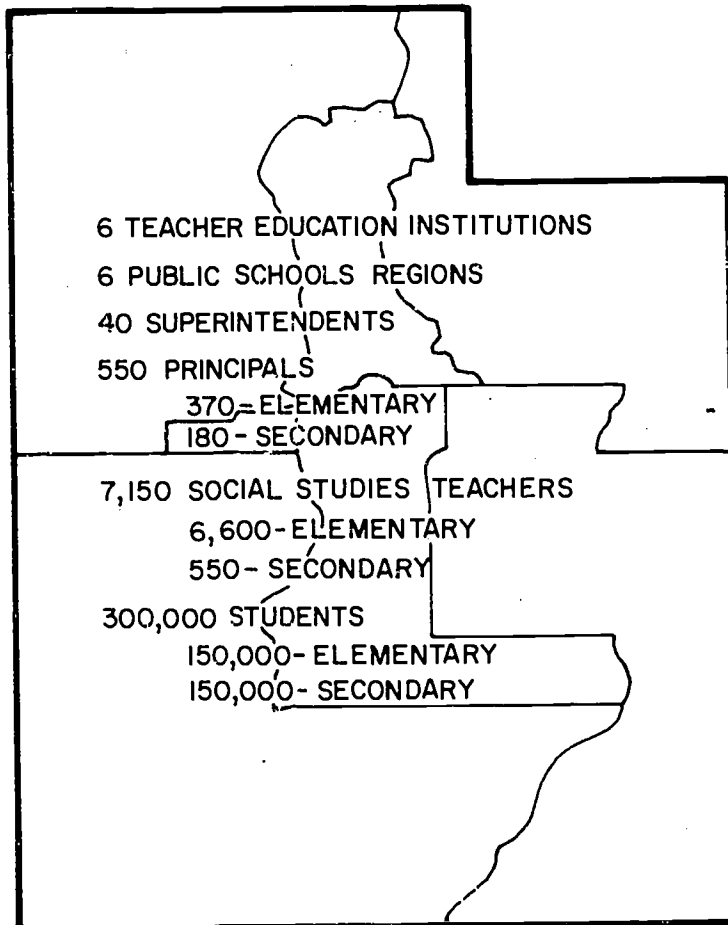 6 TEACHER EDUCATION INSTITUTIONS
6 PUBLIC SCHOOLS REGIONS
40 SUPERINTENDENTS
550 PRINCIPALS
370- ELEMENTARY
180- SECONDARY
7,150 SOCIAL STUDIES TEACHERS
6,600- ELEMENTARY
550- SECONDARY
300,000 STUDENTS
150,000- ELEMENTARY
150,000- SECONDARY